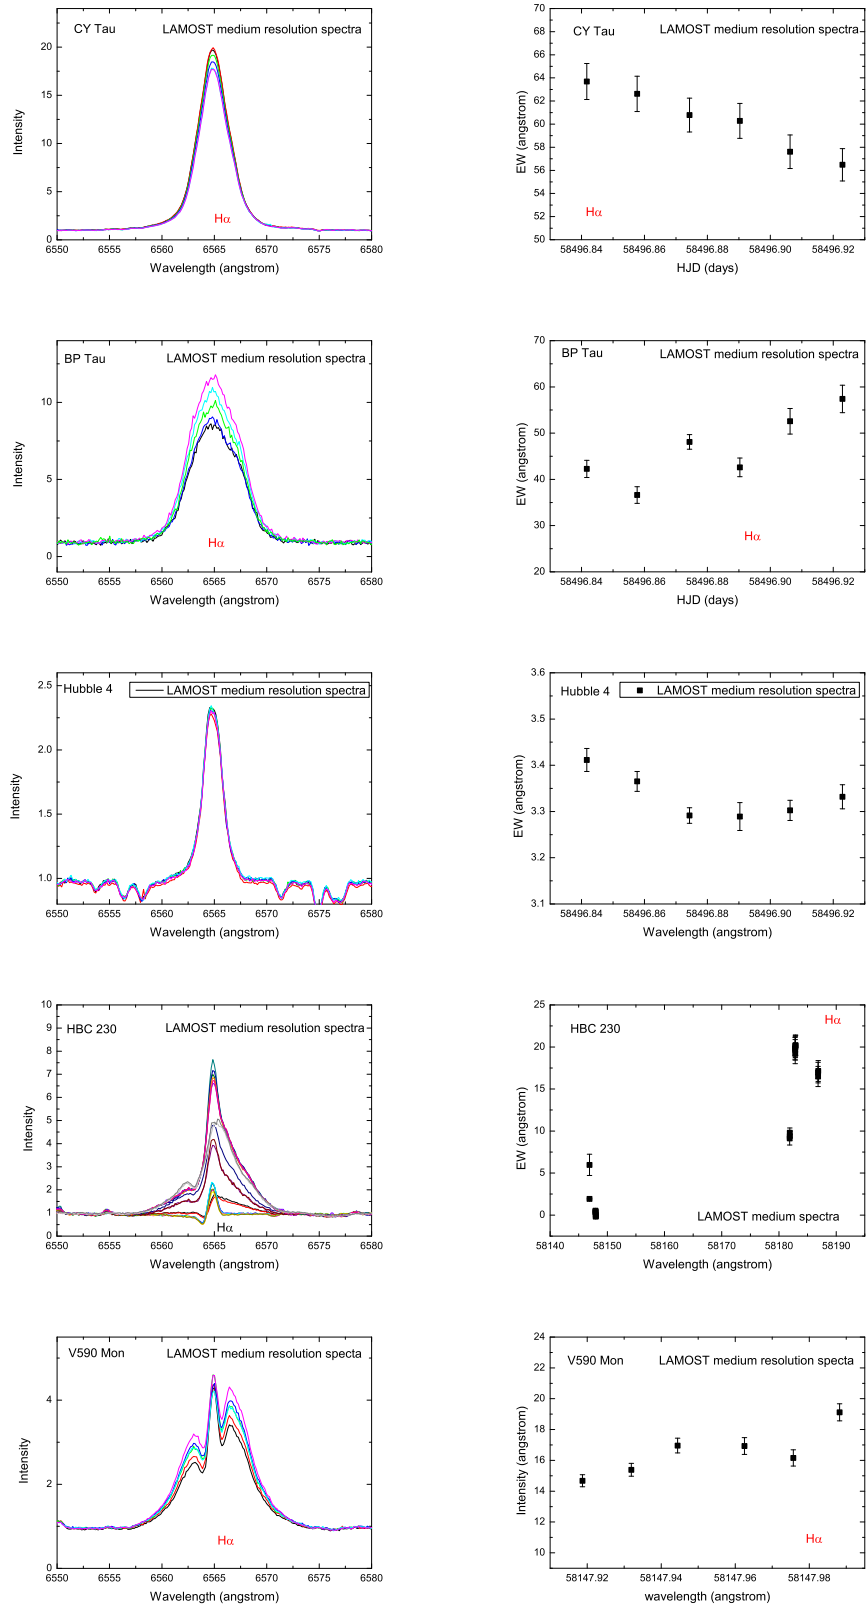 CY Tau LAMOST medium resolution spectra
20
15
10
5
0
Intensity
Hα
6550 6555 6560 6565 6570 6575 6580
Wavelength (angstrom)
CY Tau LAMOST medium resolution spectra
70
68
66
64
62
60
58
56
54
52
50
EW (angstrom)
Hα
58496.84 58496.86 58496.88 58496.90 58496.92
HJD (days)
BP Tau LAMOST medium resolution spectra
10
5
0
Intensity
Hα
6550 6555 6560 6565 6570 6575 6580
Wavelength (angstrom)
BP Tau LAMOST medium resolution spectra
70
60
50
40
30
20
EW (angstrom)
Hα
58496.84 58496.86 58496.88 58496.90 58496.92
HJD (days)
Hubble 4 LAMOST medium resolution spectra
2.5
2.0
1.5
1.0
Intensity
6550 6555 6560 6565 6570 6575 6580
Wavelength (angstrom)
Hubble 4 LAMOST medium resolution spectra
3.6
3.5
3.4
3.3
3.2
3.1
EW (angstrom)
58496.84 58496.86 58496.88 58496.90 58496.92
Wavelength (angstrom)
HBC 230 LAMOST medium resolution spectra
10
9
8
7
6
5
4
3
2
1
0
Intensity
Hα
6550 6555 6560 6565 6570 6575 6580
Wavelength (angstrom)
HBC 230 Hα
25
20
15
10
5
0
EW (angstrom)
LAMOST medium spectra
58140 58150 58160 58170 58180 58190
Wavelength (angstrom)
V590 Mon LAMOST medium resolution specta
4
2
0
Intensity
Hα
6550 6555 6560 6565 6570 6575 6580
Wavelength (angstrom)
V590 Mon LAMOST medium resolution specta
24
22
20
18
16
14
12
10
Intensity (angstrom)
Hα
58147.92 58147.94 58147.96 58147.98
wavelength (angstrom)